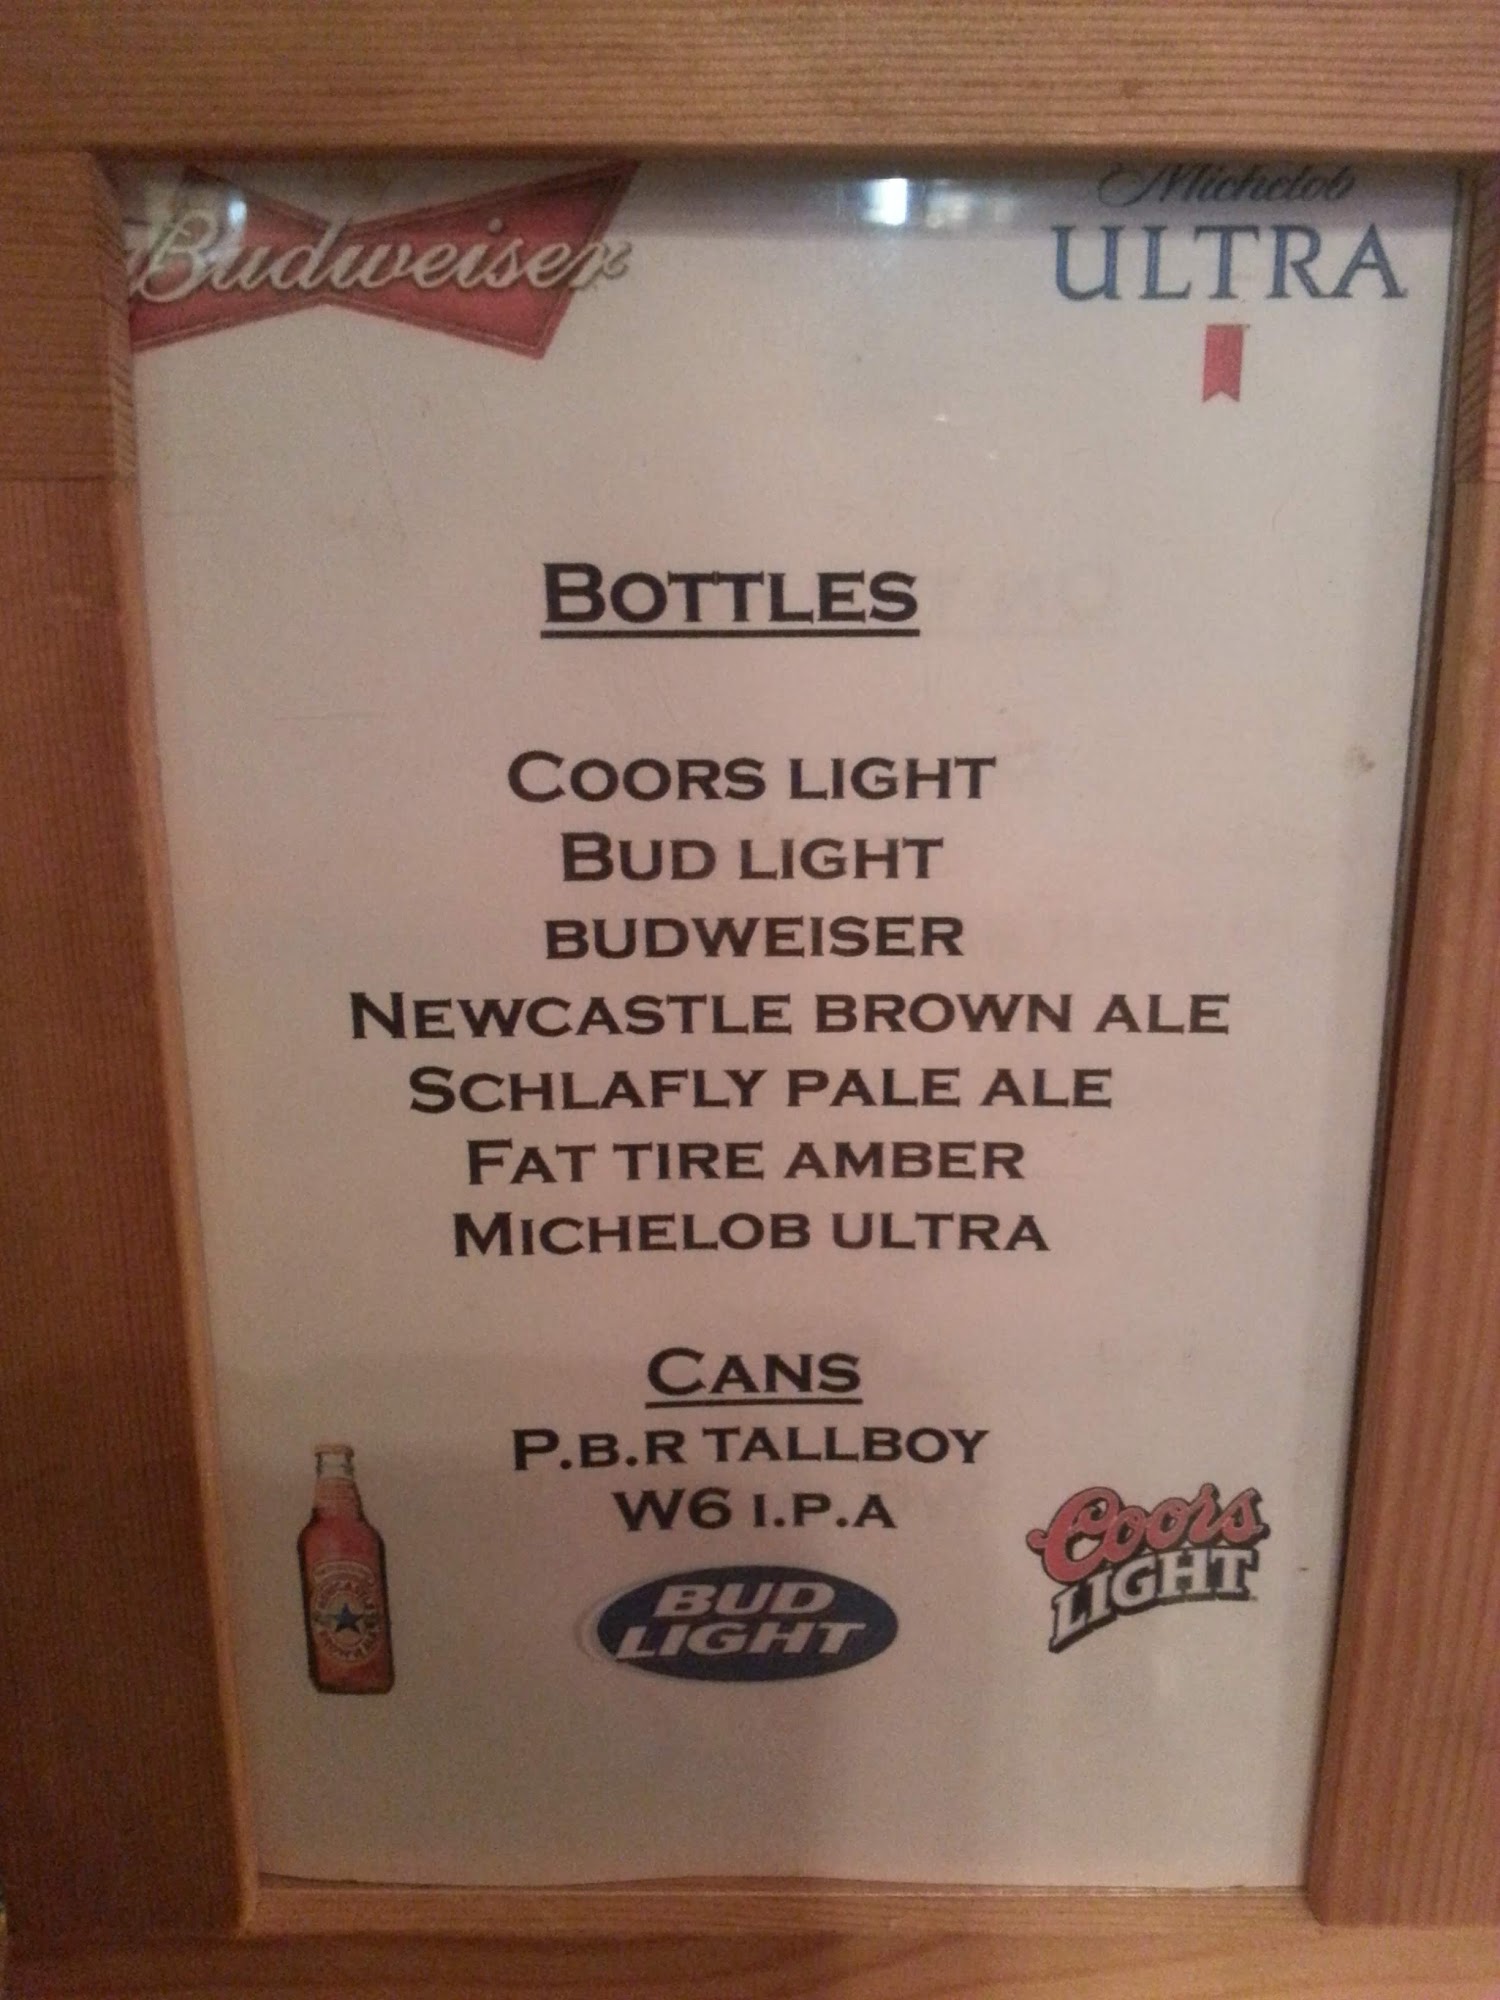 Budweiser
Michelob
ULTRA
BOTTLES
COORS LIGHT
BUD LIGHT
BUDWEISER
NEWCASTLE BROWN ALE
SCHLAFLY PALE ALE
FAT TIRE AMBER
MICHELOB ULTRA
CANS
P.B.R TALLBOY
W6 I.P.A
BUD
LIGHT
Coors
LIGHT